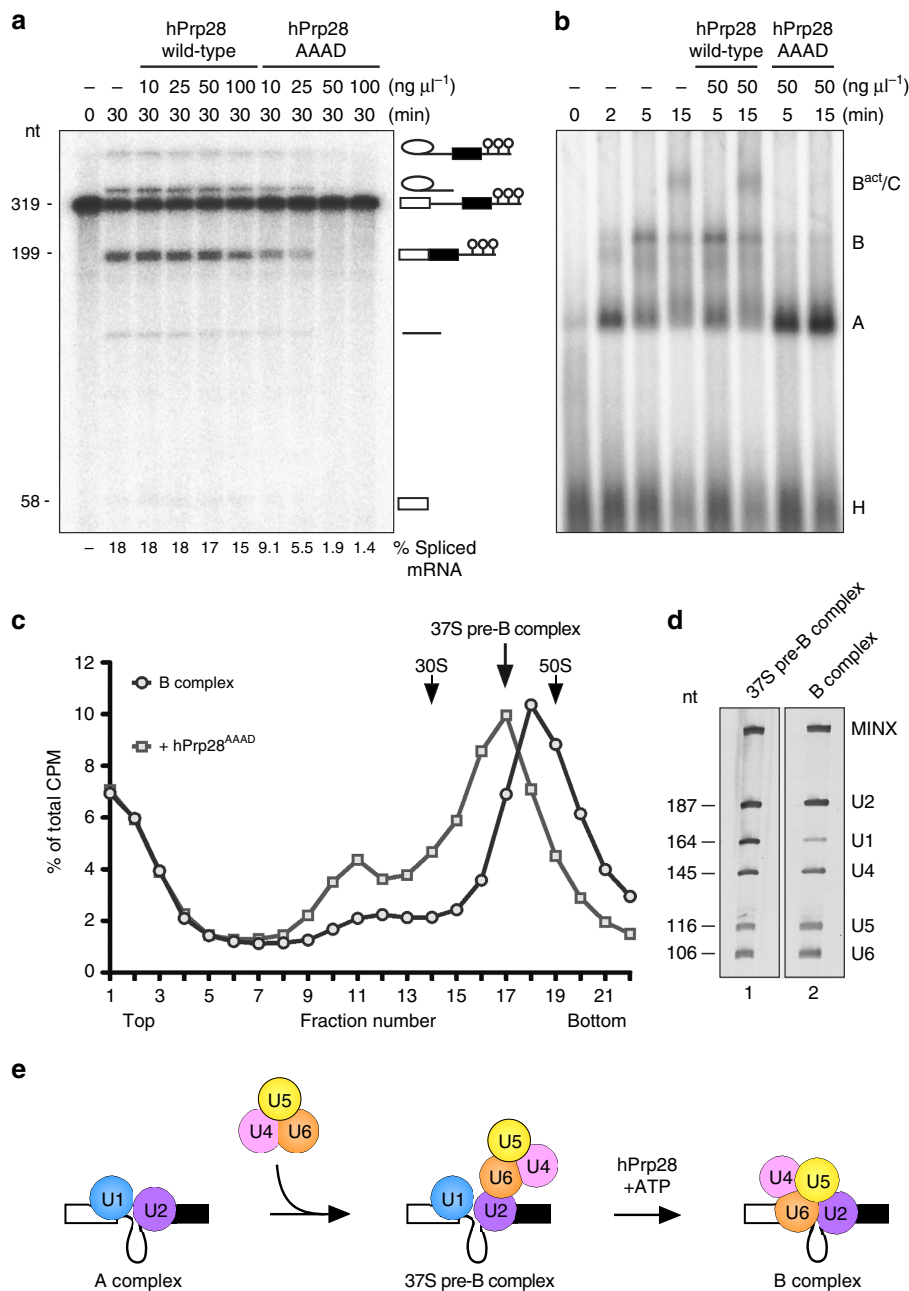 a
hPrp28 wild-type
hPrp28 AAAD
– – 10 25 50 100 10 25 50 100 (ng µl–1)
0 30 30 30 30 30 30 30 30 30 (min)
nt
319 -
199 -
58 -
– 18 18 18 17 15 9.1 5.5 1.9 1.4 % Spliced mRNA
b
hPrp28 wild-type
hPrp28 AAAD
– – – – 50 50 50 50 (ng µl–1)
0 2 5 15 5 15 5 15 (min)
Bact/C
B
A
H
c
37S pre-B complex
30S
50S
B complex
+ hPrp28AAAD
% of total CPM
12
10
8
6
4
2
0
1 3 5 7 9 11 13 15 17 19 21
Top Fraction number Bottom
d
37S pre-B complex
B complex
nt
MINX
187 U2
164 U1
145 U4
116 U5
106 U6
1 2
e
U1 U2
A complex
U5
U4 U6
U5
U6 U4
U1 U2
37S pre-B complex
hPrp28
+ATP
U4 U5
U6 U2
B complex